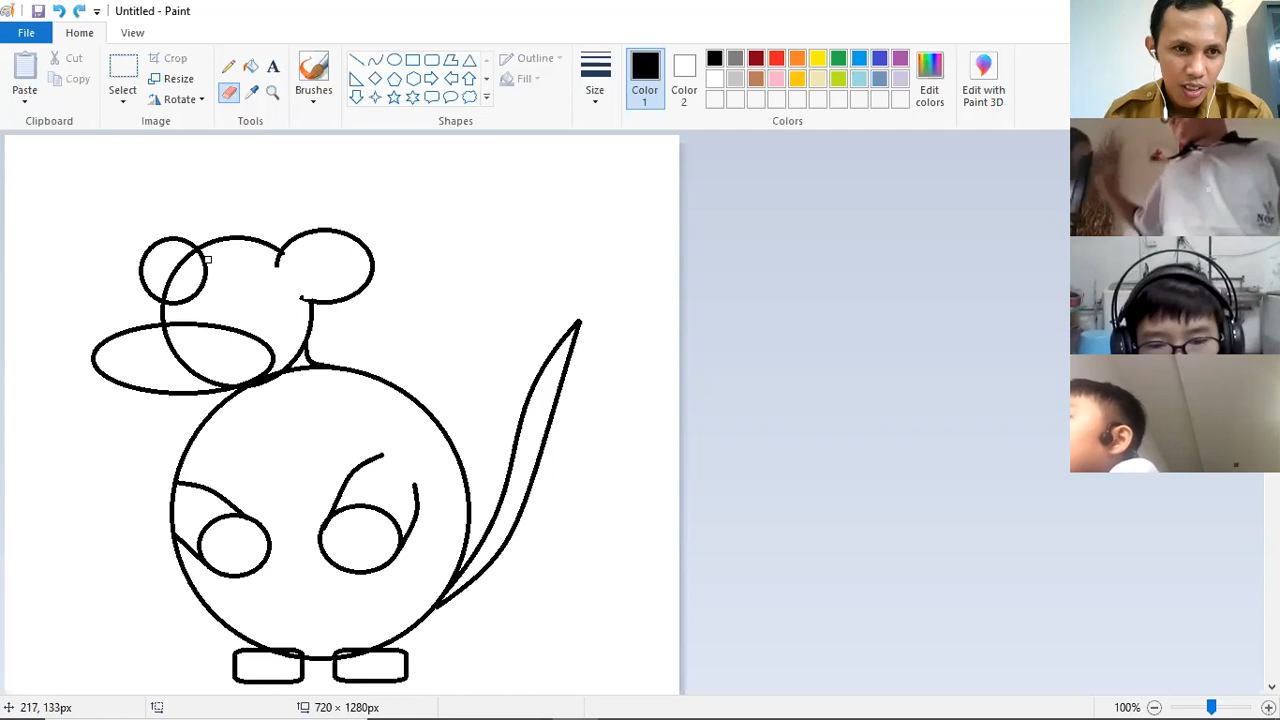 Untitled - Paint
File Home View
Paste
Cut
Copy
Clipboard
Select
Crop
Resize
Rotate
Image
A
Tools
Brushes
Outline
Fill
Shapes
Size
Color 1
Color 2
Edit colors
Colors
Edit with Paint 3D
217, 133px
720 × 1280px
100%